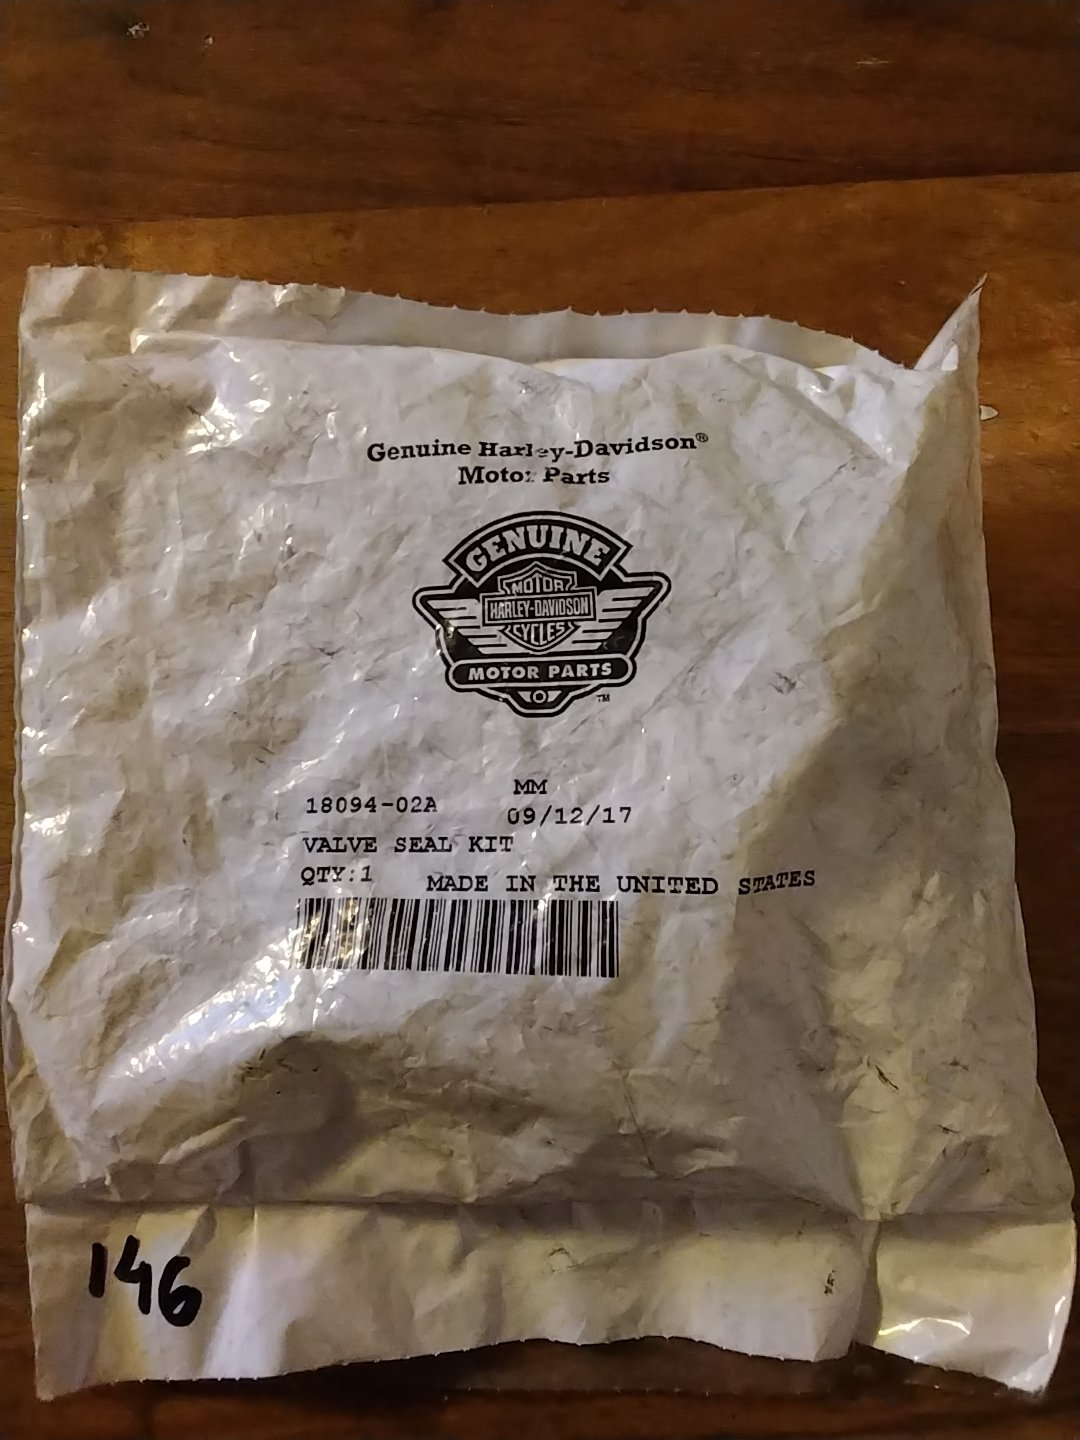 Genuine Harley-Davidson®
Motor Parts
GENUINE
MOTOR
HARLEY-DAVIDSON
CYCLES
MOTOR PARTS
TM
MM
18094-02A 09/12/17
VALVE SEAL KIT
QTY:1 MADE IN THE UNITED STATES
146